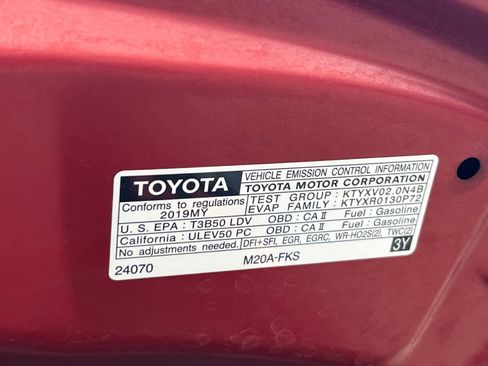 TOYOTA
VEHICLE EMISSION CONTROL INFORMATION
TOYOTA MOTOR CORPORATION
Conforms to regulations
2019MY
TEST GROUP : KTYXV02.0N4B
EVAP FAMILY : KTYXR0130P72
U. S. EPA : T3B50 LDV OBD : CA II Fuel : Gasoline
California : ULEV50 PC OBD : CA II Fuel : Gasoline
No adjustments needed. DFI+SFI, EGR, EGRC, WR-HO2S(2), TWC(2)
24070 M20A-FKS 3Y